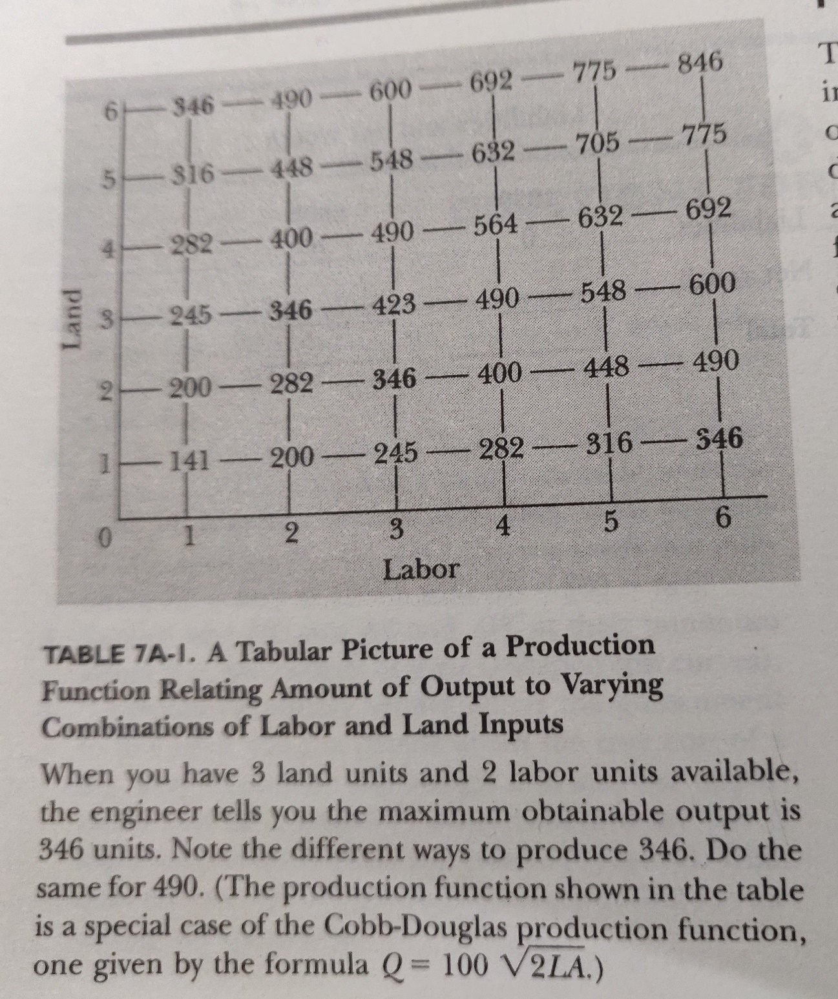 6 — 346 — 490 — 600 — 692 — 775 — 846
5 — 316 — 448 — 548 — 632 — 705 — 775
4 — 282 — 400 — 490 — 564 — 632 — 692
Land
3 — 245 — 346 — 423 — 490 — 548 — 600
2 — 200 — 282 — 346 — 400 — 448 — 490
1 — 141 — 200 — 245 — 282 — 316 — 346
0 1 2 3 4 5 6
Labor
TABLE 7A-1. A Tabular Picture of a Production
Function Relating Amount of Output to Varying
Combinations of Labor and Land Inputs
When you have 3 land units and 2 labor units available,
the engineer tells you the maximum obtainable output is
346 units. Note the different ways to produce 346. Do the
same for 490. (The production function shown in the table
is a special case of the Cobb-Douglas production function,
one given by the formula Q = 100 √2LA.)